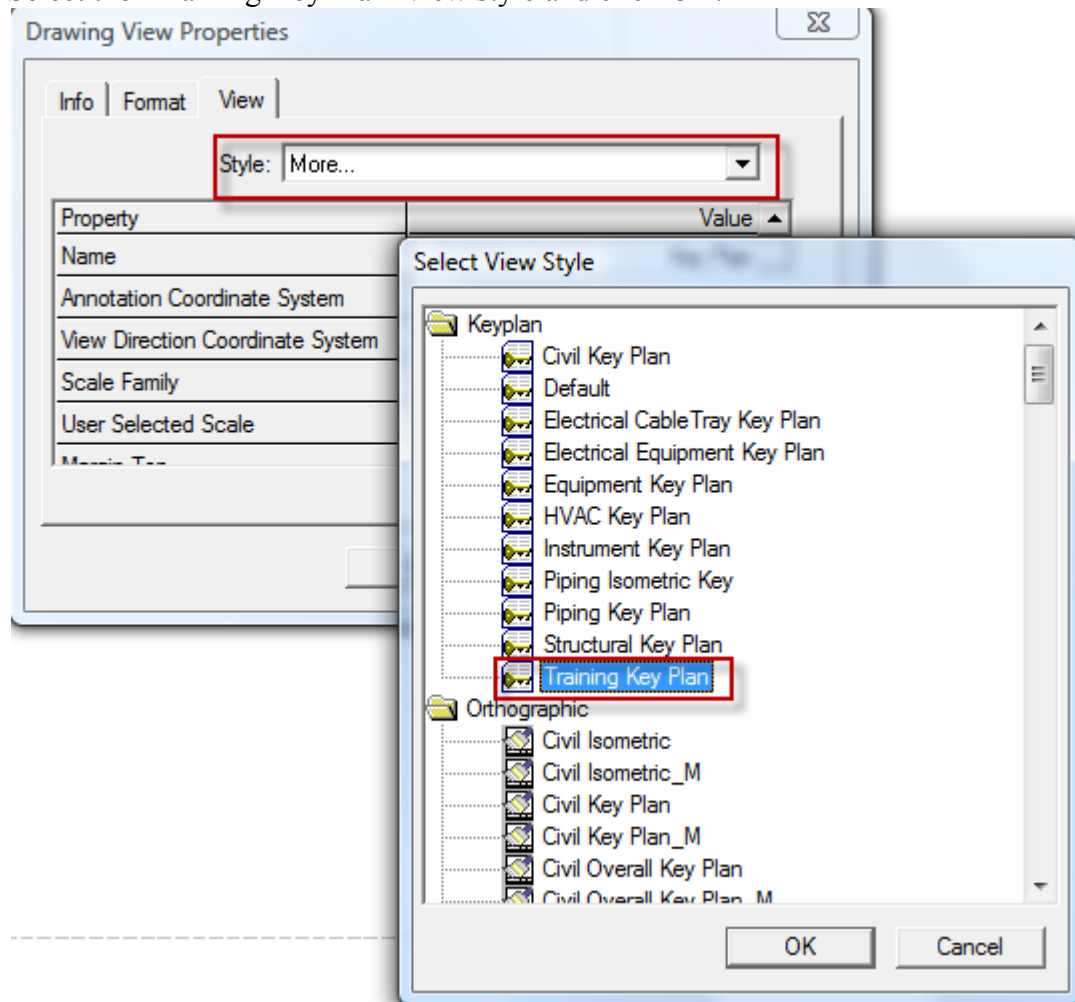 Drawing View Properties
Info Format View
Style: More...
Property Value
Name
Annotation Coordinate System
View Direction Coordinate System
Scale Family
User Selected Scale
Select View Style
Keyplan
Civil Key Plan
Default
Electrical CableTray Key Plan
Electrical Equipment Key Plan
Equipment Key Plan
HVAC Key Plan
Instrument Key Plan
Piping Isometric Key
Piping Key Plan
Structural Key Plan
Training Key Plan
Orthographic
Civil Isometric
Civil Isometric_M
Civil Key Plan
Civil Key Plan_M
Civil Overall Key Plan
Civil Overall Key Plan_M
OK Cancel